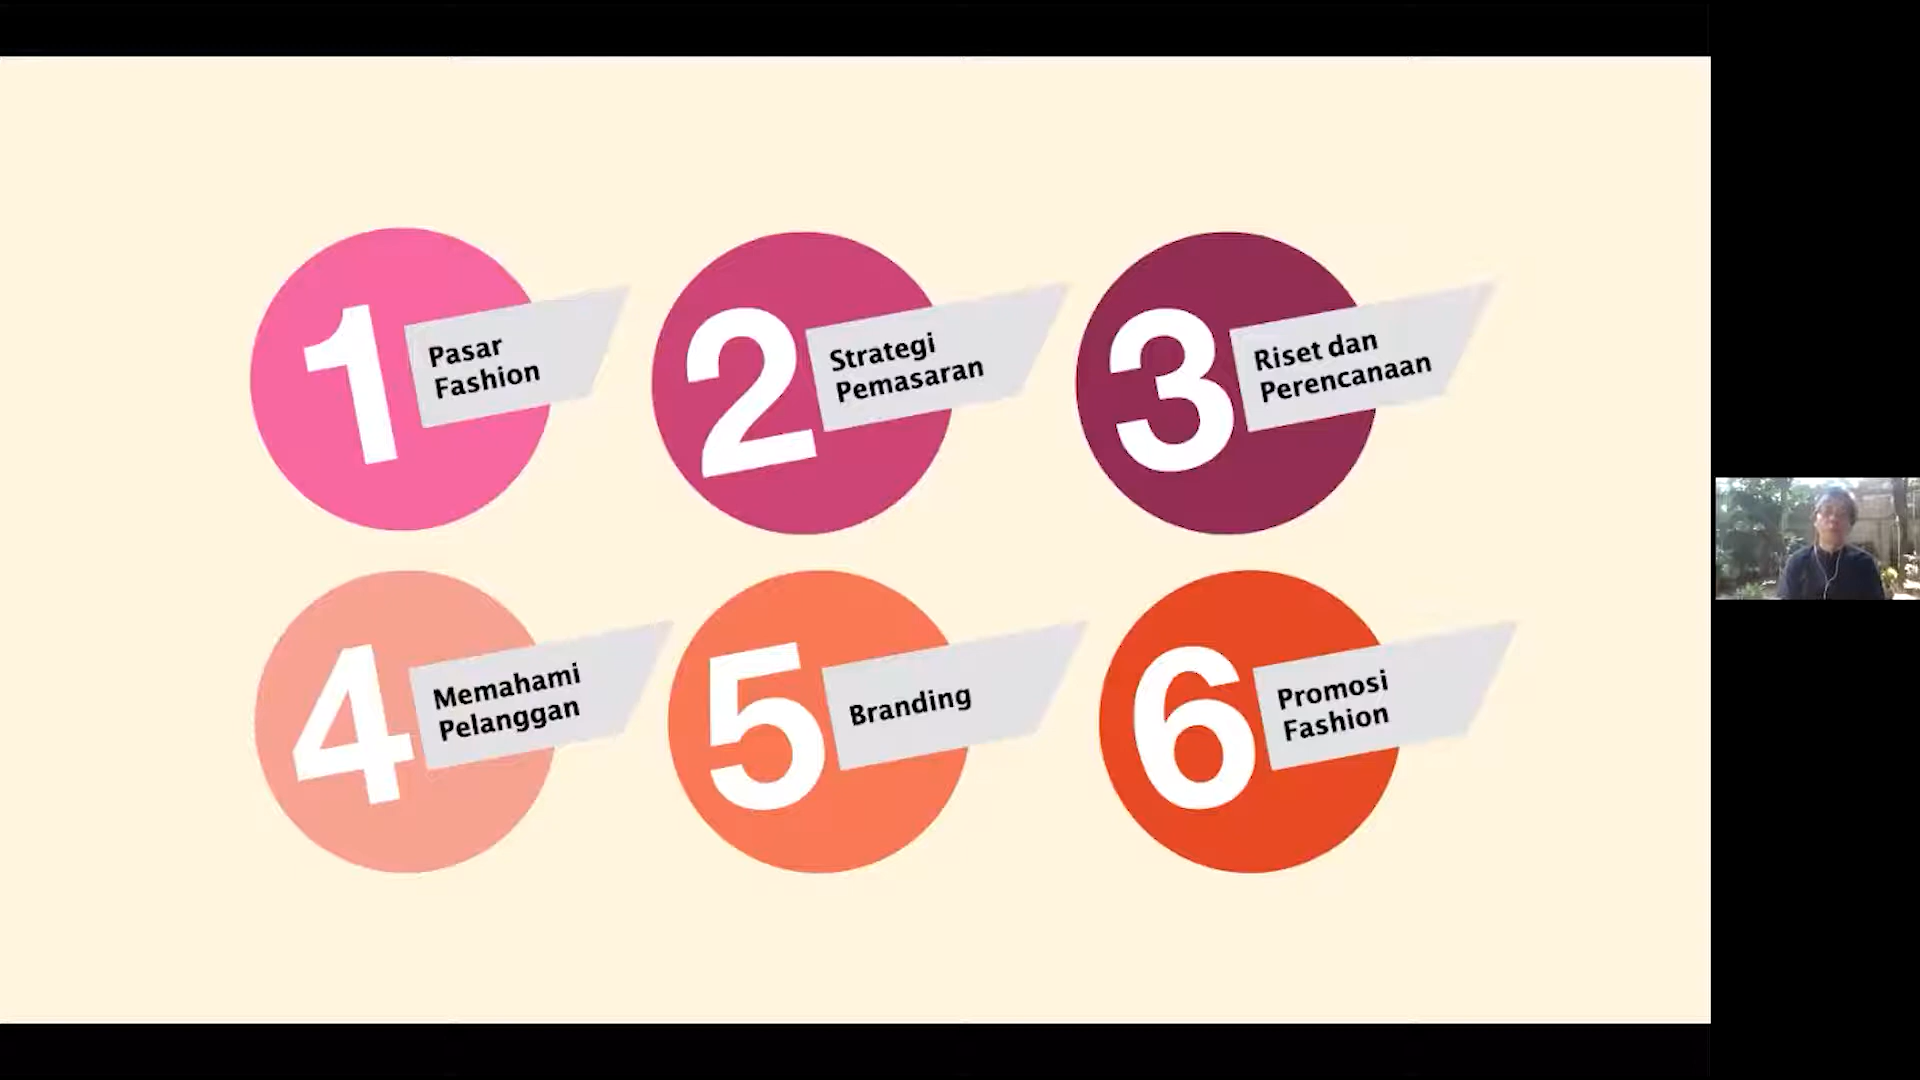 1
Pasar
Fashion
2
Strategi
Pemasaran
3
Riset dan
Perencanaan
4
Memahami
Pelanggan
5
Branding
6
Promosi
Fashion